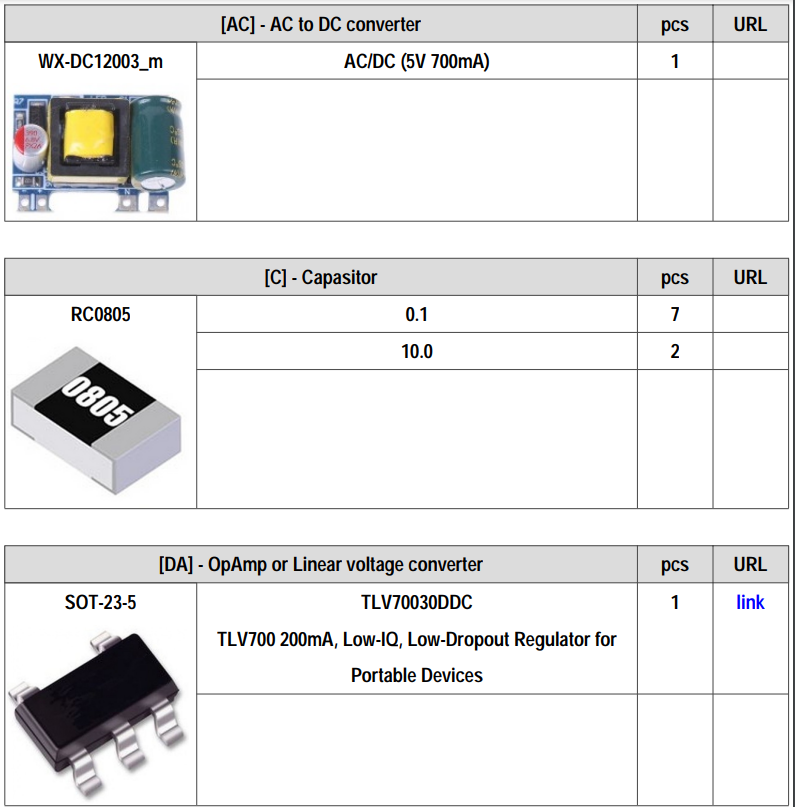 [AC] - AC to DC converter pcs URL
WX-DC12003_m AC/DC (5V 700mA) 1
[C] - Capasitor pcs URL
RC0805 0.1 7
10.0 2
0805
[DA] - OpAmp or Linear voltage converter pcs URL
SOT-23-5 TLV70030DDC 1 link
TLV700 200mA, Low-IQ, Low-Dropout Regulator for
Portable Devices